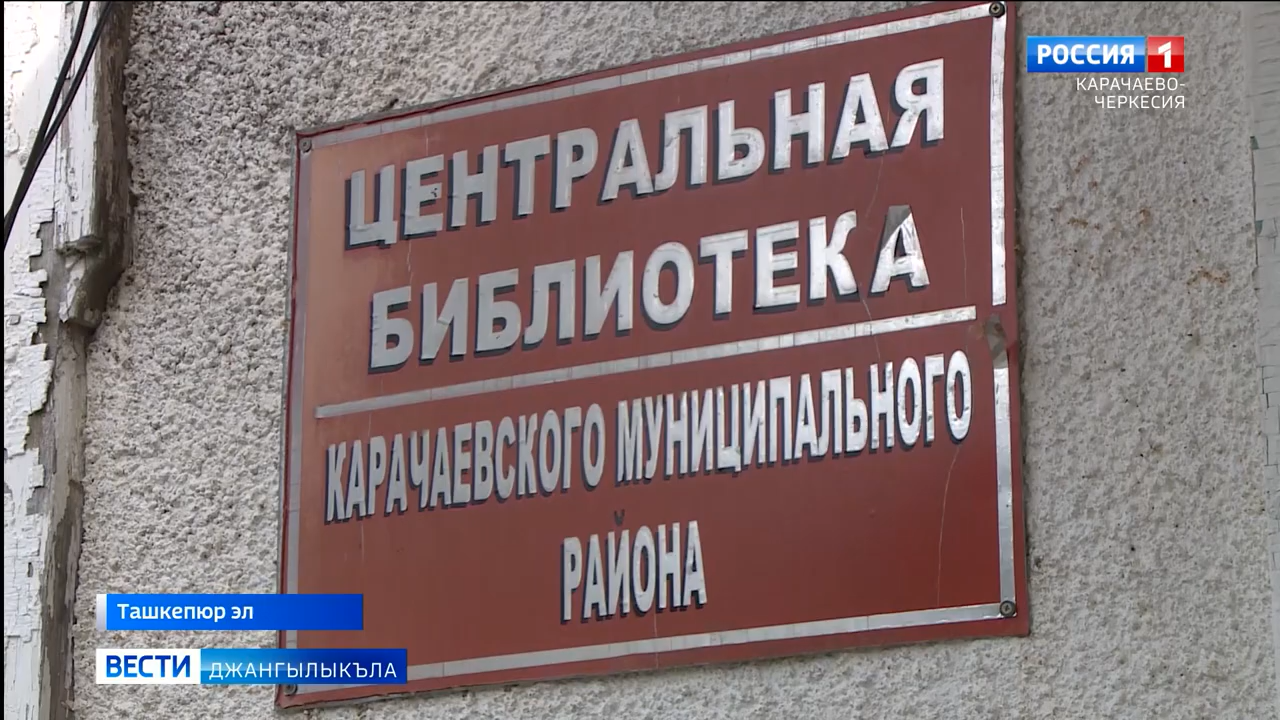 РОССИЯ 1
КАРАЧАЕВО-
ЧЕРКЕСИЯ
ЦЕНТРАЛЬНАЯ
БИБЛИОТЕКА
КАРАЧАЕВСКОГО МУНИЦИПАЛЬНОГО
РАЙОНА
Ташкепюр эл
ВЕСТИ ДЖАНГЫЛЫКЪЛА